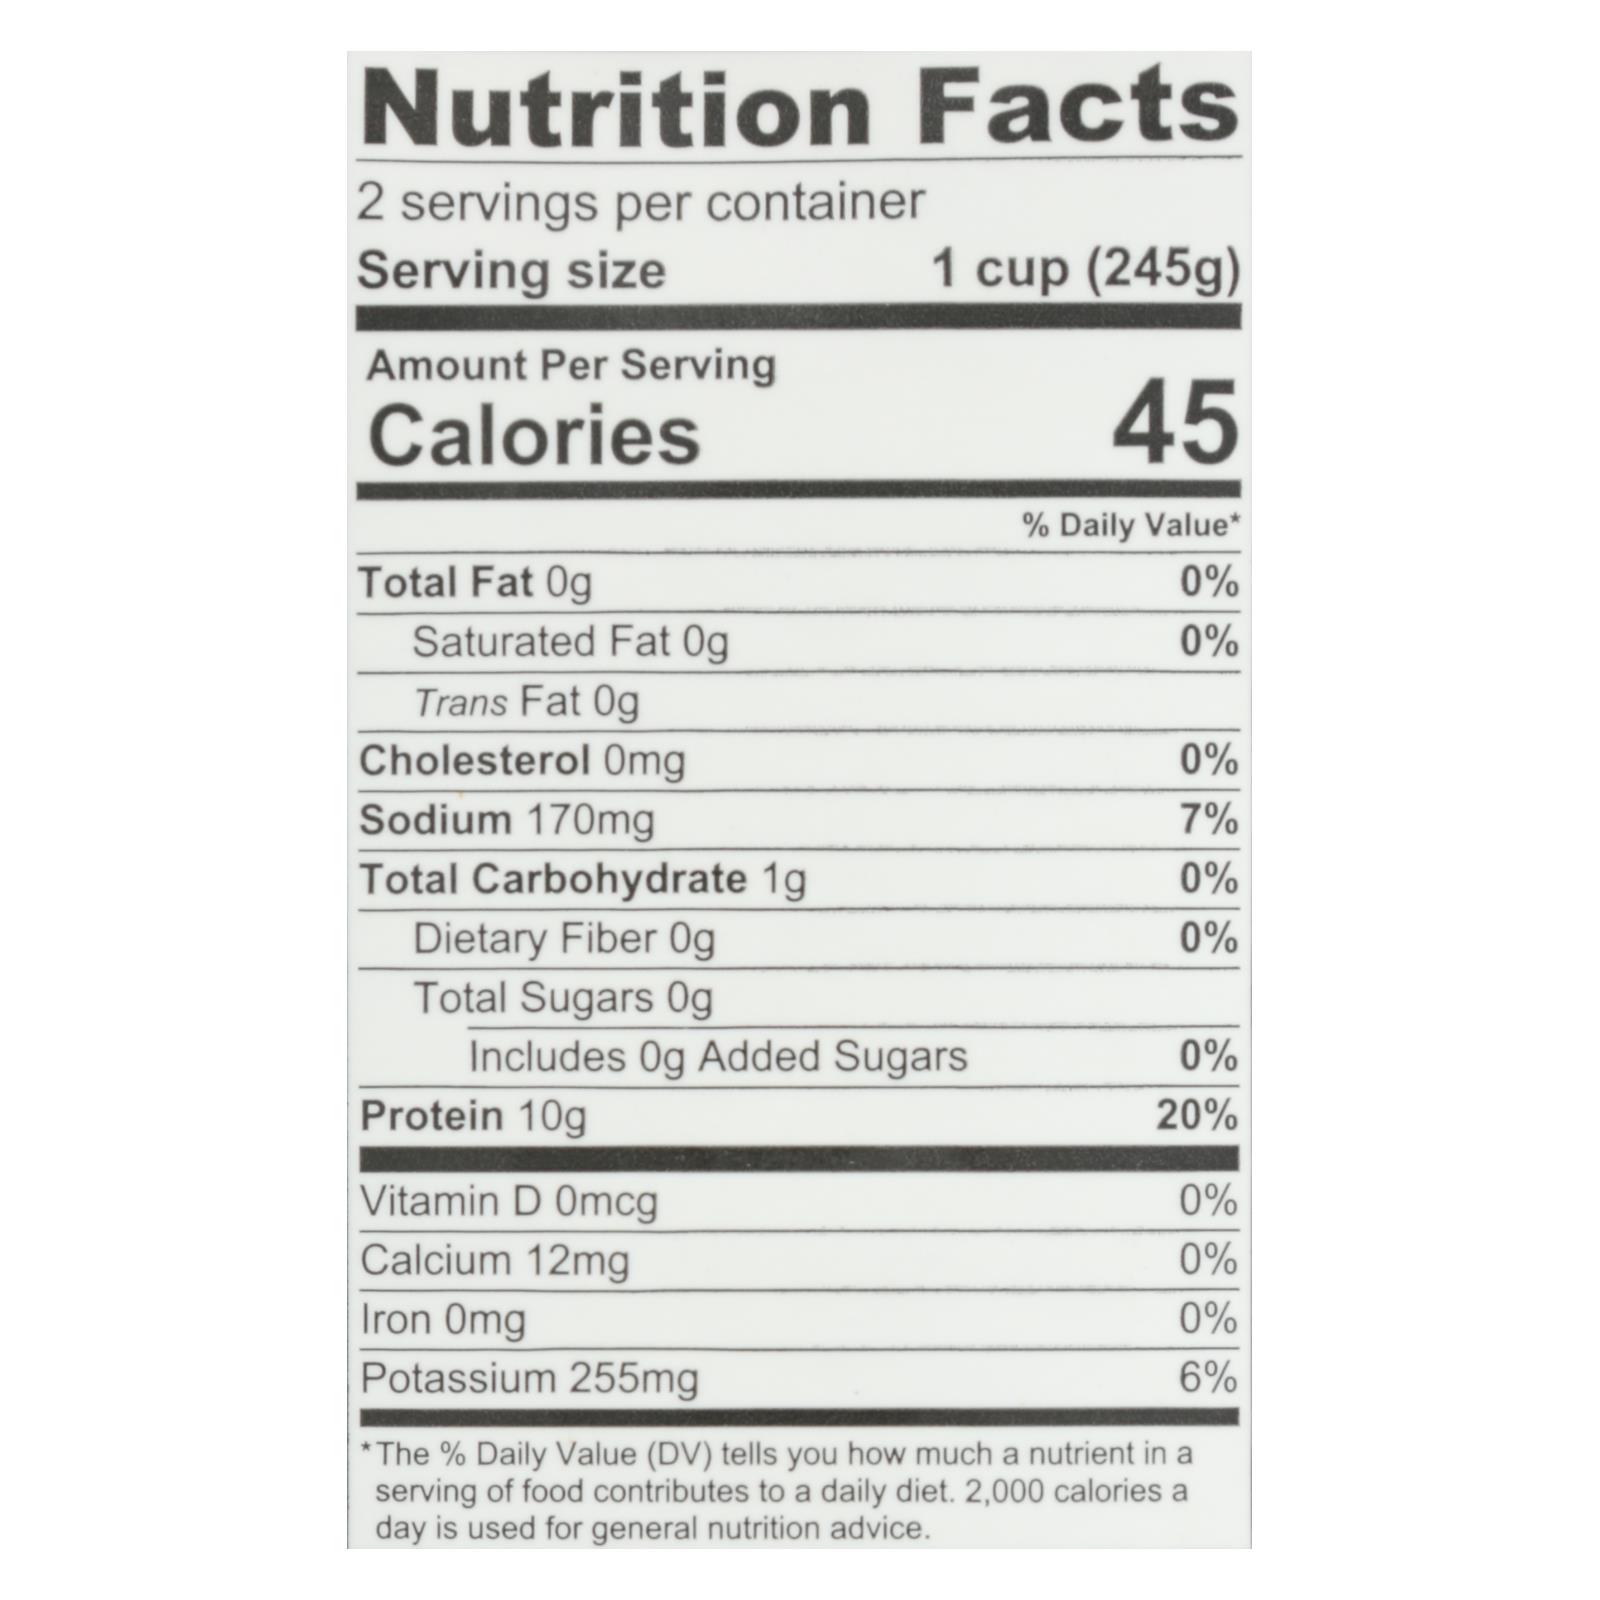 Nutrition Facts
2 servings per container
Serving size 1 cup (245g)
Amount Per Serving
Calories 45
% Daily Value*
Total Fat 0g 0%
Saturated Fat 0g 0%
Trans Fat 0g
Cholesterol 0mg 0%
Sodium 170mg 7%
Total Carbohydrate 1g 0%
Dietary Fiber 0g 0%
Total Sugars 0g
Includes 0g Added Sugars 0%
Protein 10g 20%
Vitamin D 0mcg 0%
Calcium 12mg 0%
Iron 0mg 0%
Potassium 255mg 6%
*The % Daily Value (DV) tells you how much a nutrient in a
serving of food contributes to a daily diet. 2,000 calories a
day is used for general nutrition advice.